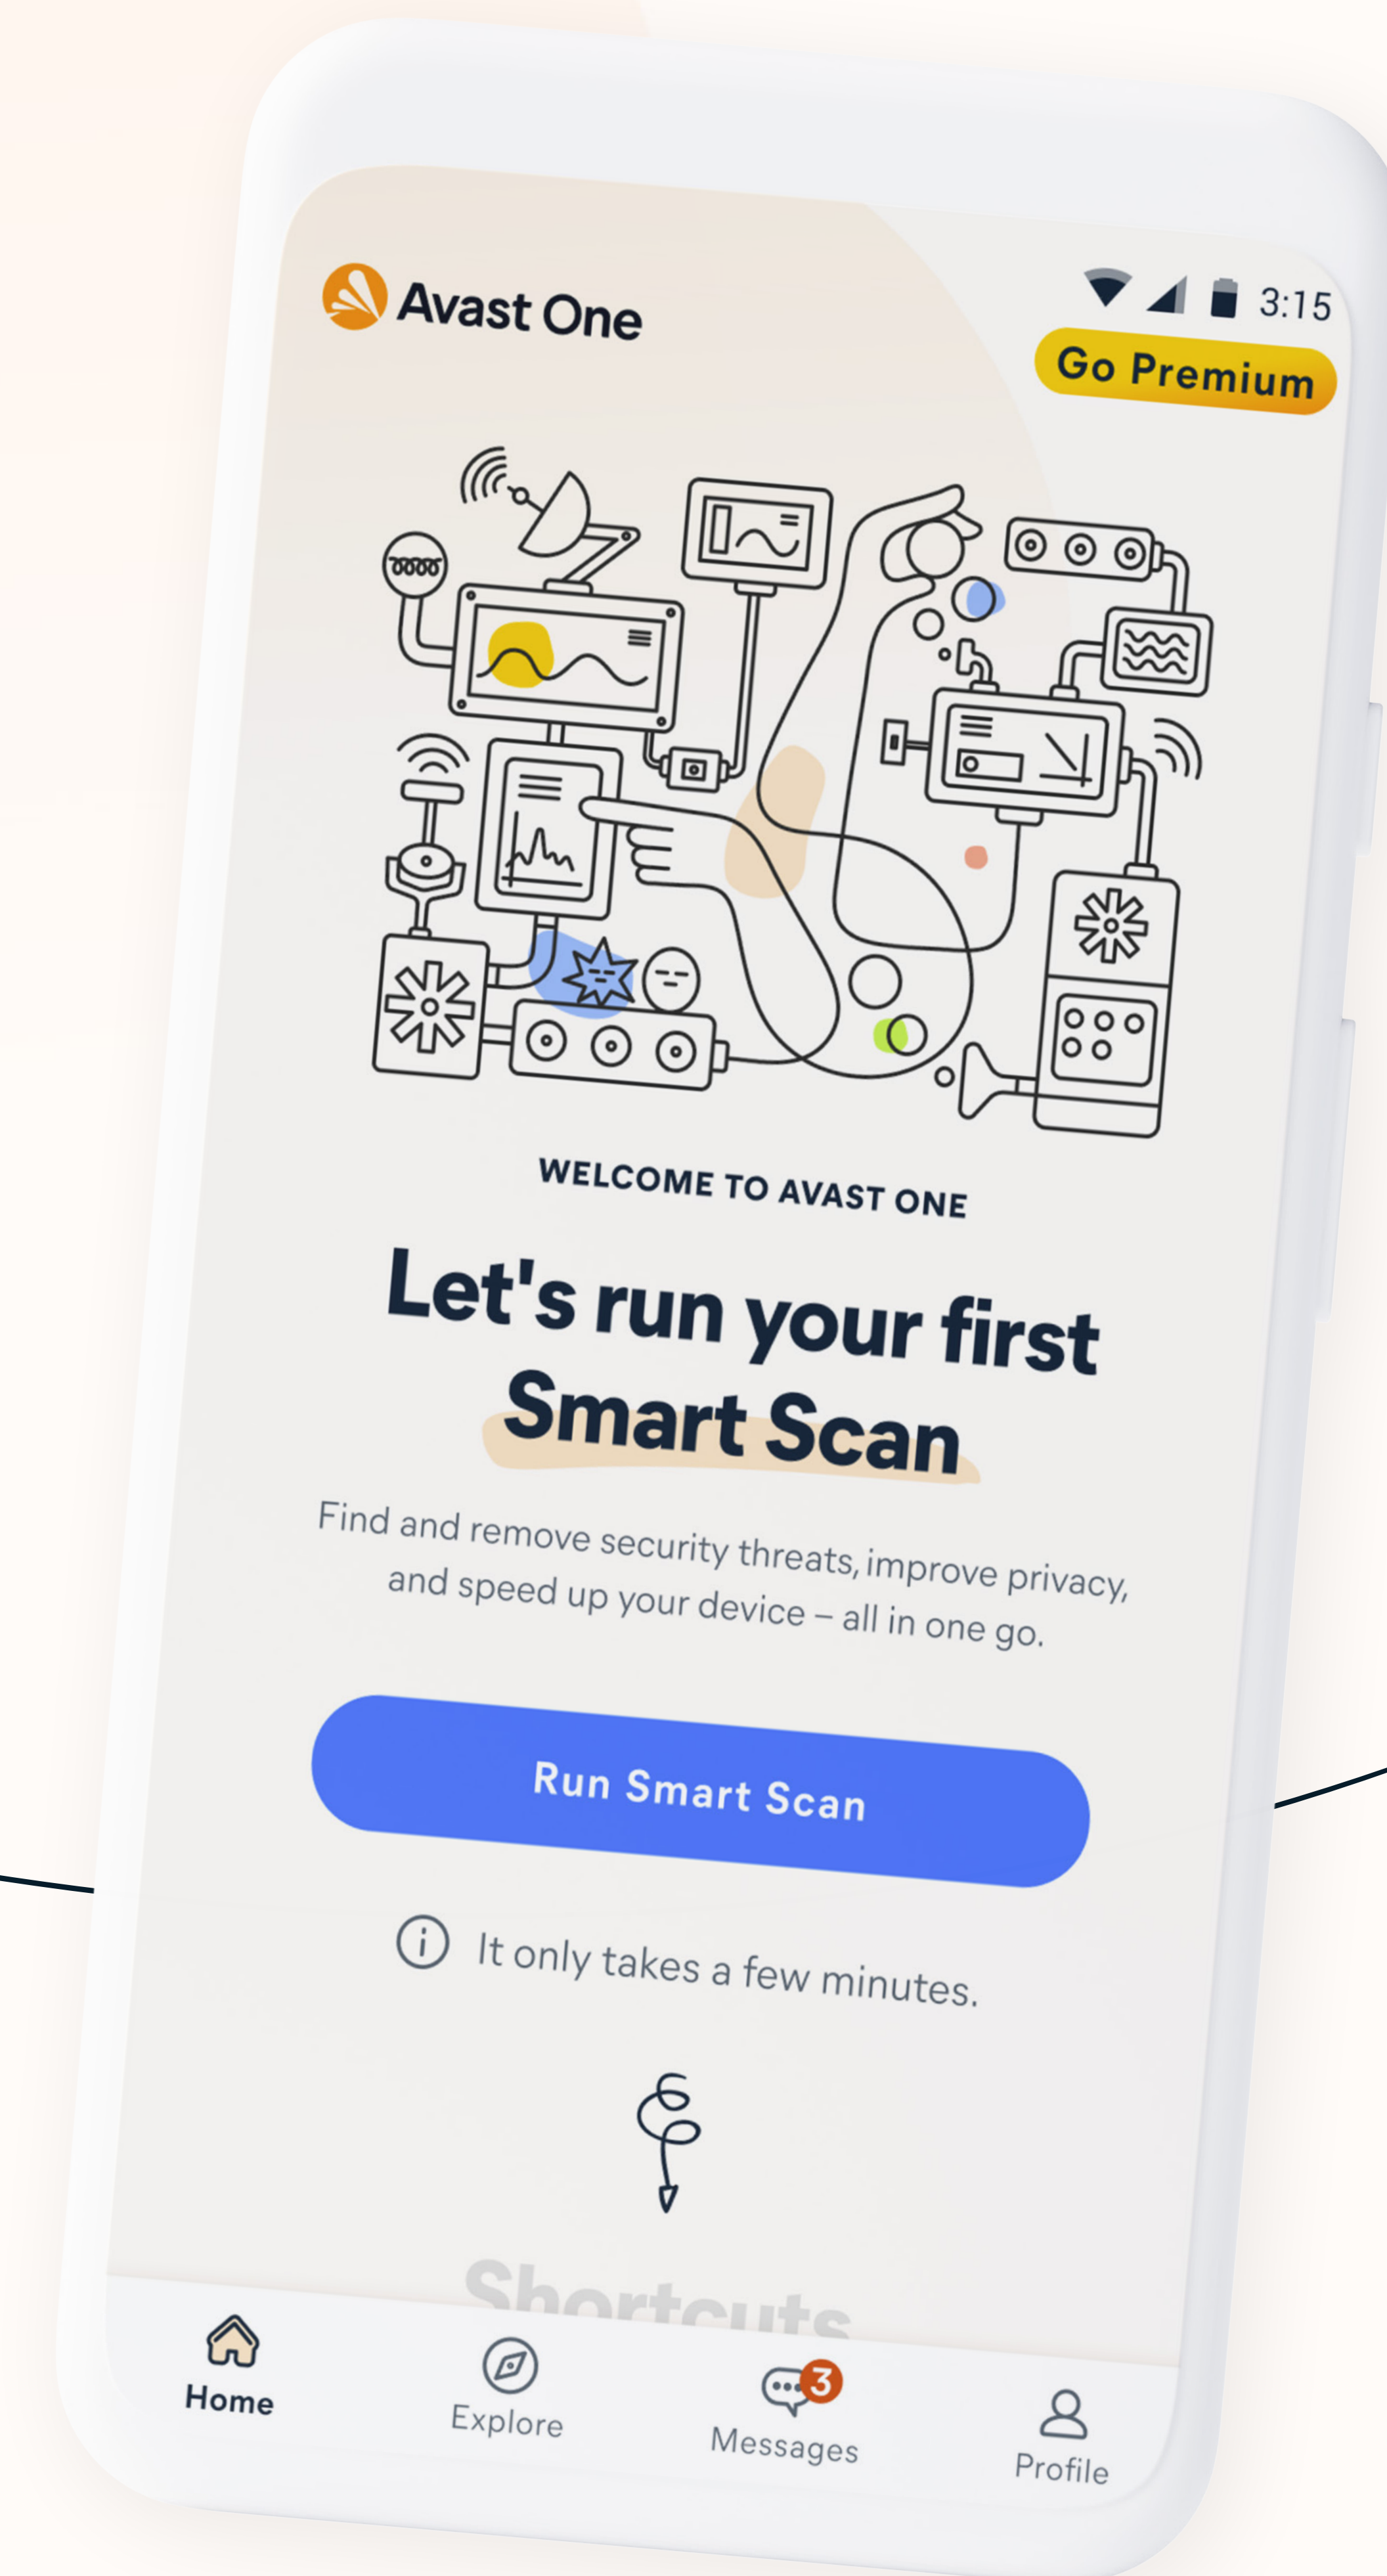 Avast One
3:15
Go Premium
WELCOME TO AVAST ONE
Let's run your first
Smart Scan
Find and remove security threats, improve privacy,
and speed up your device – all in one go.
Run Smart Scan
It only takes a few minutes.
Shortcuts
Home
Explore
3
Messages
Profile